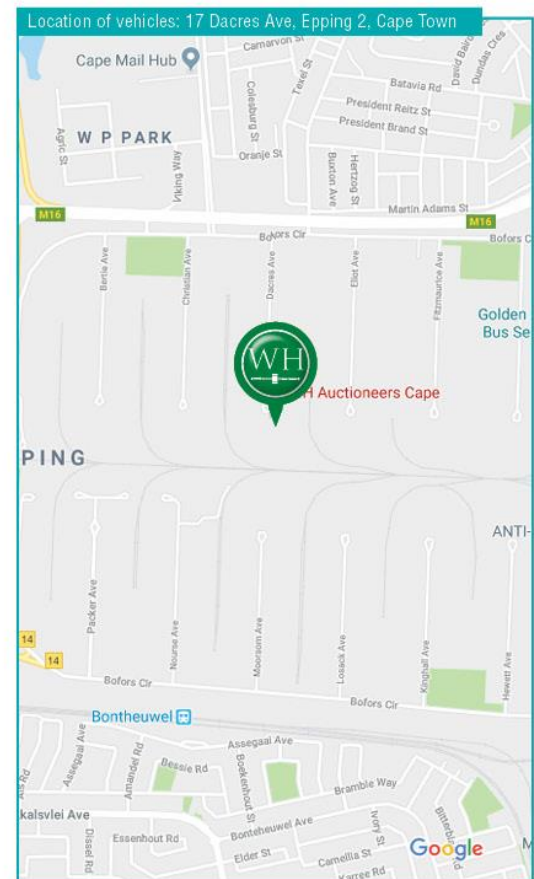 Location of vehicles: 17 Dacres Ave, Epping 2, Cape Town
Carnarvon St
Cape Mail Hub
Texel St
David Baird
Dundas Cres
Colesburg St
Batavia Rd
President Reitz St
President Brand St
W P PARK
Agric St
Viking Way
Oranje St
Buxton Ave
Hertzog St
Martin Adams St
M16
M16
Bofors Cir
Bofors C
Bertie Ave
Christian Ave
Dacres Ave
Eliot Ave
Fitzmaurice Ave
Golden
Bus Se
WH
H Auctioneers Cape
PING
ANTI-
Packer Ave
Nourse Ave
Moorsom Ave
Losack Ave
Kinghall Ave
Hewett Ave
14
14
Bofors Cir
Bofors Cir
Bontheuwel
Assegaai Ave
Assegaai Ave
Amandel Rd
Bessie Rd
Boekenhout St
Bramble Way
kalsvlei Ave
Dissel Rd
Essenhout Rd
Bonteheuwel Ave
Ivory St
Elder St
Camellia St
Karree Rd
Google